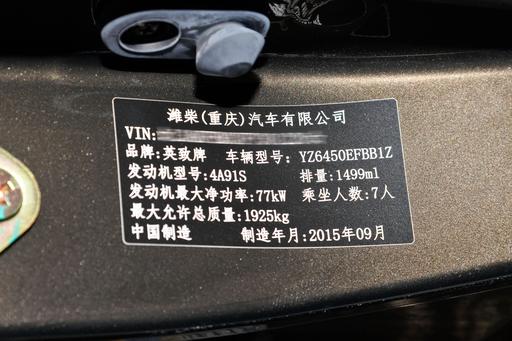 潍柴(重庆)汽车有限公司
VIN:
品牌:英致牌 车辆型号: YZ6450EFBB1Z
发动机型号:4A91S 排量:1499ml
发动机最大净功率:77kW 乘坐人数:7人
最大允许总质量:1925kg
中国制造 制造年月:2015年09月